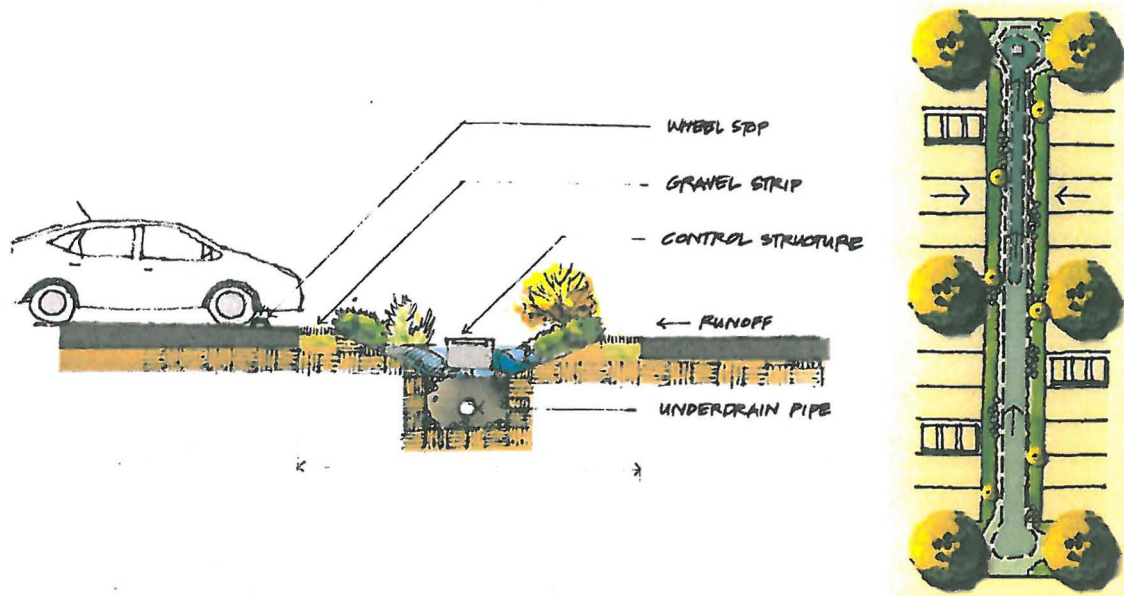 WHEEL STOP
GRAVEL STRIP
CONTROL STRUCTURE
← RUNOFF
UNDERDRAIN PIPE